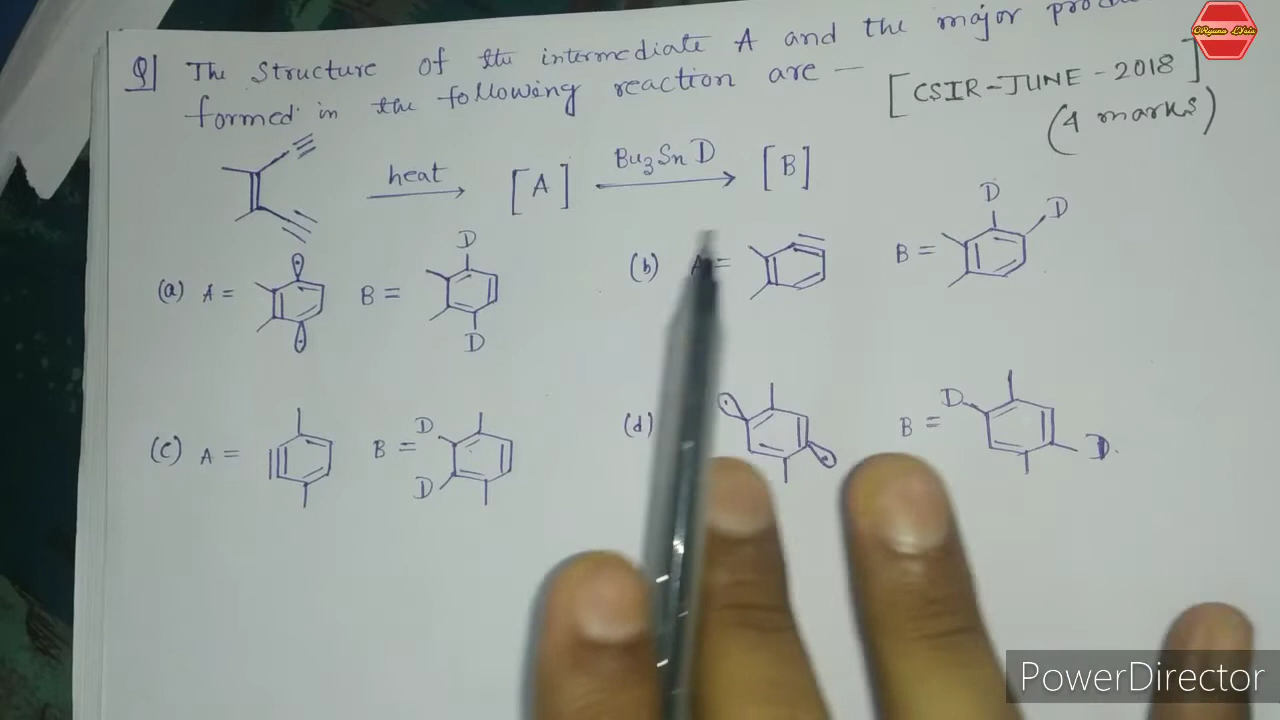 Q| The structure of the intermediate A and the major
formed in the following reaction are – [CSIR-JUNE-2018]
(4 marks)
heat [A] Bu3SnD [B]
(a) A = B = D D
(b) A = B = D D
(c) A = B = D D
(d) B = D D.
PowerDirector